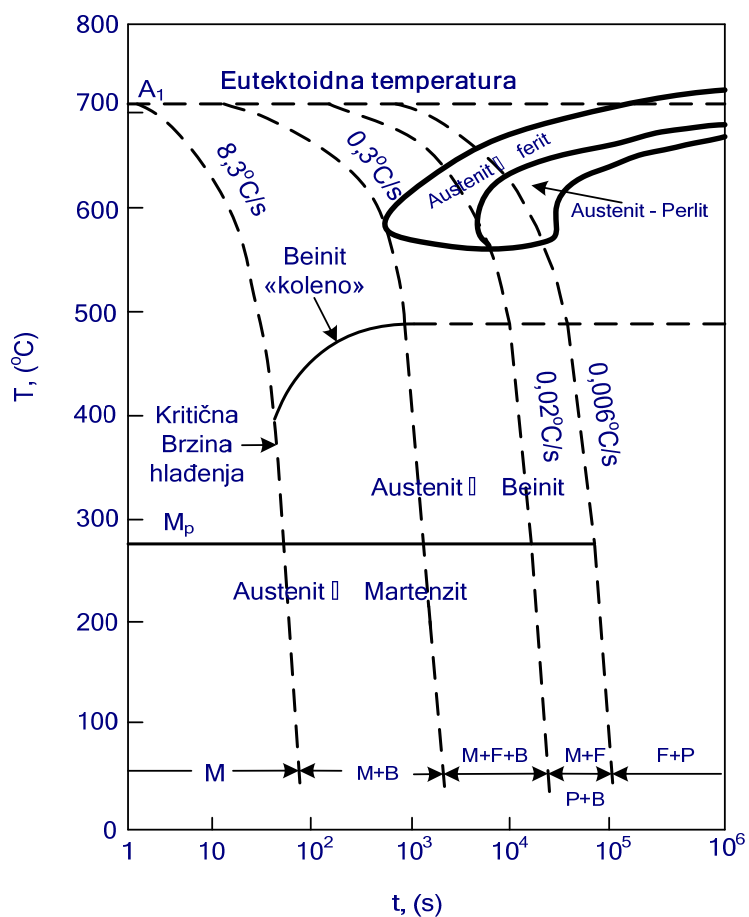 800
A1
Eutektoidna temperatura
700
8,3°C/s
0,3°C/s
Austenit▯ ferit
Austenit - Perlit
600
Beinit
«koleno»
500
T, (°C)
0,02°C/s
0,006°C/s
400
Kritična
Brzina
hlađenja
Austenit▯ Beinit
300
Mp
Austenit▯ Martenzit
200
100
M
M+B
M+F+B
M+F
F+P
P+B
0
1
10
10²
10³
10⁴
10⁵
10⁶
t, (s)